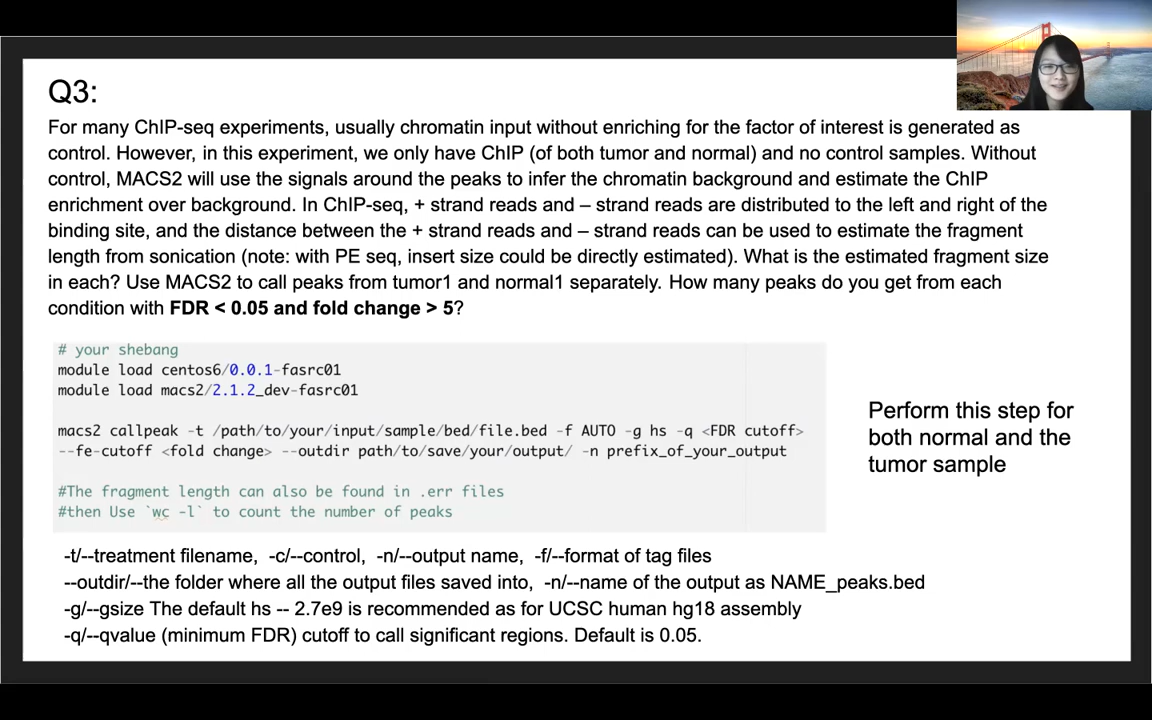 Q3:
For many ChIP-seq experiments, usually chromatin input without enriching for the factor of interest is generated as
control. However, in this experiment, we only have ChIP (of both tumor and normal) and no control samples. Without
control, MACS2 will use the signals around the peaks to infer the chromatin background and estimate the ChIP
enrichment over background. In ChIP-seq, + strand reads and – strand reads are distributed to the left and right of the
binding site, and the distance between the + strand reads and – strand reads can be used to estimate the fragment
length from sonication (note: with PE seq, insert size could be directly estimated). What is the estimated fragment size
in each? Use MACS2 to call peaks from tumor1 and normal1 separately. How many peaks do you get from each
condition with FDR < 0.05 and fold change > 5?
# your shebang
module load centos6/0.0.1-fasrc01
module load macs2/2.1.2_dev-fasrc01
macs2 callpeak -t /path/to/your/input/sample/bed/file.bed -f AUTO -g hs -q <FDR cutoff>
--fe-cutoff <fold change> --outdir path/to/save/your/output/ -n prefix_of_your_output
#The fragment length can also be found in .err files
#then Use `wc -l` to count the number of peaks
Perform this step for
both normal and the
tumor sample
-t/--treatment filename, -c/--control, -n/--output name, -f/--format of tag files
--outdir/--the folder where all the output files saved into, -n/--name of the output as NAME_peaks.bed
-g/--gsize The default hs -- 2.7e9 is recommended as for UCSC human hg18 assembly
-q/--qvalue (minimum FDR) cutoff to call significant regions. Default is 0.05.